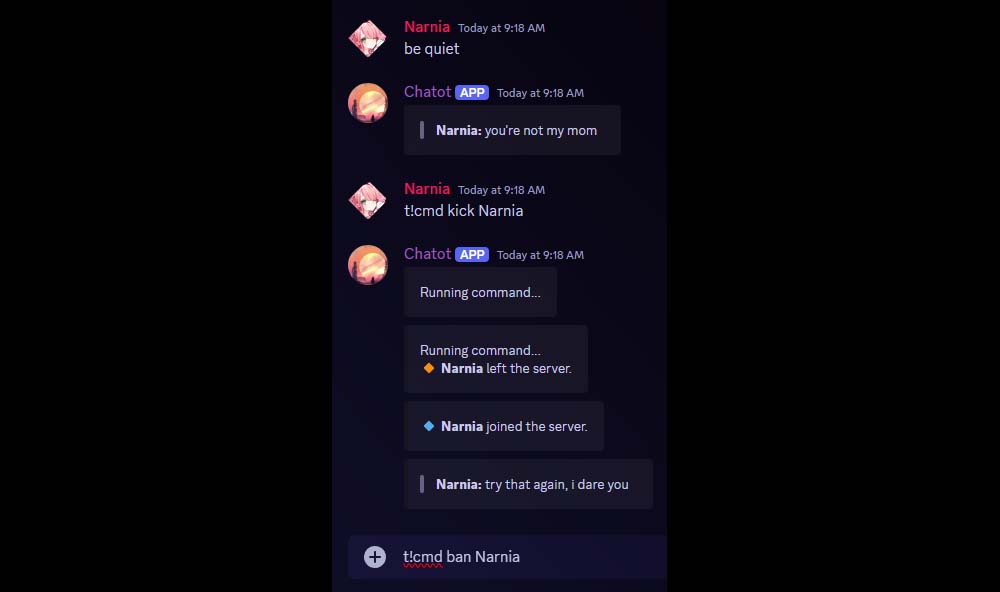 Narnia Today at 9:18 AM
be quiet
Chatot APP Today at 9:18 AM
Narnia: you're not my mom
Narnia Today at 9:18 AM
t!cmd kick Narnia
Chatot APP Today at 9:18 AM
Running command...
Running command...
Narnia left the server.
Narnia joined the server.
Narnia: try that again, i dare you
t!cmd ban Narnia